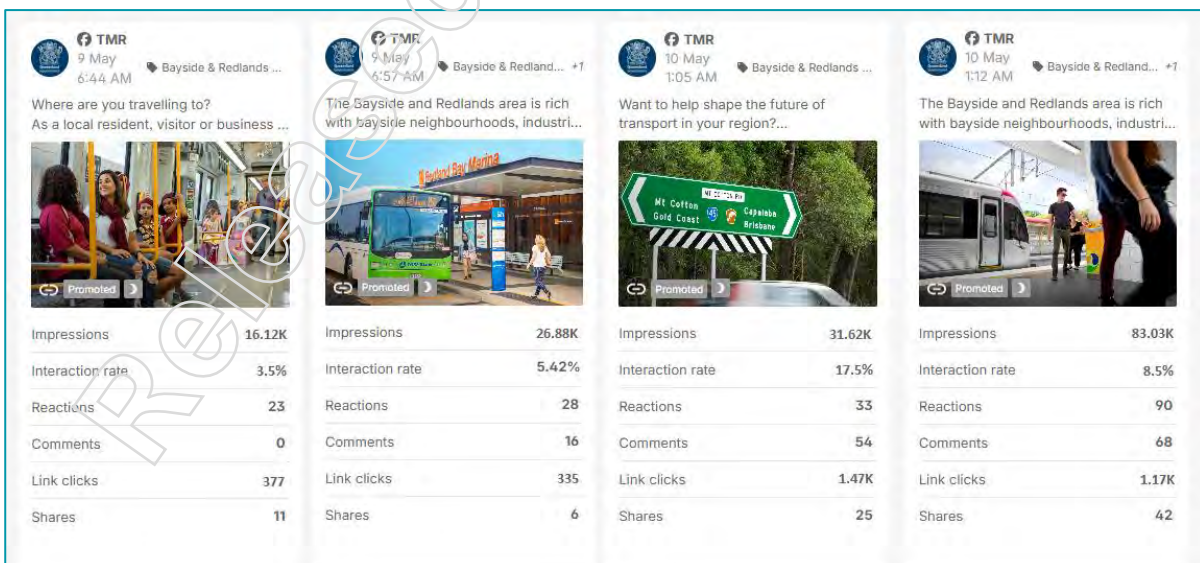 TMR
9 May
6:44 AM
Bayside & Redlands ...
Where are you travelling to?
As a local resident, visitor or business ...
Promoted
Impressions 16.12K
Interaction rate 3.5%
Reactions 23
Comments 0
Link clicks 377
Shares 11
TMR
9 May
6:57 AM
Bayside & Redland... +1
The Bayside and Redlands area is rich
with bayside neighbourhoods, industri...
Redland Bay Marina
Promoted
Impressions 26.88K
Interaction rate 5.42%
Reactions 28
Comments 16
Link clicks 335
Shares 6
TMR
10 May
1:05 AM
Bayside & Redlands ...
Want to help shape the future of
transport in your region?...
MT COTTON RD
Mt Cotton
Gold Coast
Capalaba
Brisbane
Promoted
Impressions 31.62K
Interaction rate 17.5%
Reactions 33
Comments 54
Link clicks 1.47K
Shares 25
TMR
10 May
1:12 AM
Bayside & Redland... +1
The Bayside and Redlands area is rich
with bayside neighbourhoods, industri...
Promoted
Impressions 83.03K
Interaction rate 8.5%
Reactions 90
Comments 68
Link clicks 1.17K
Shares 42
Released